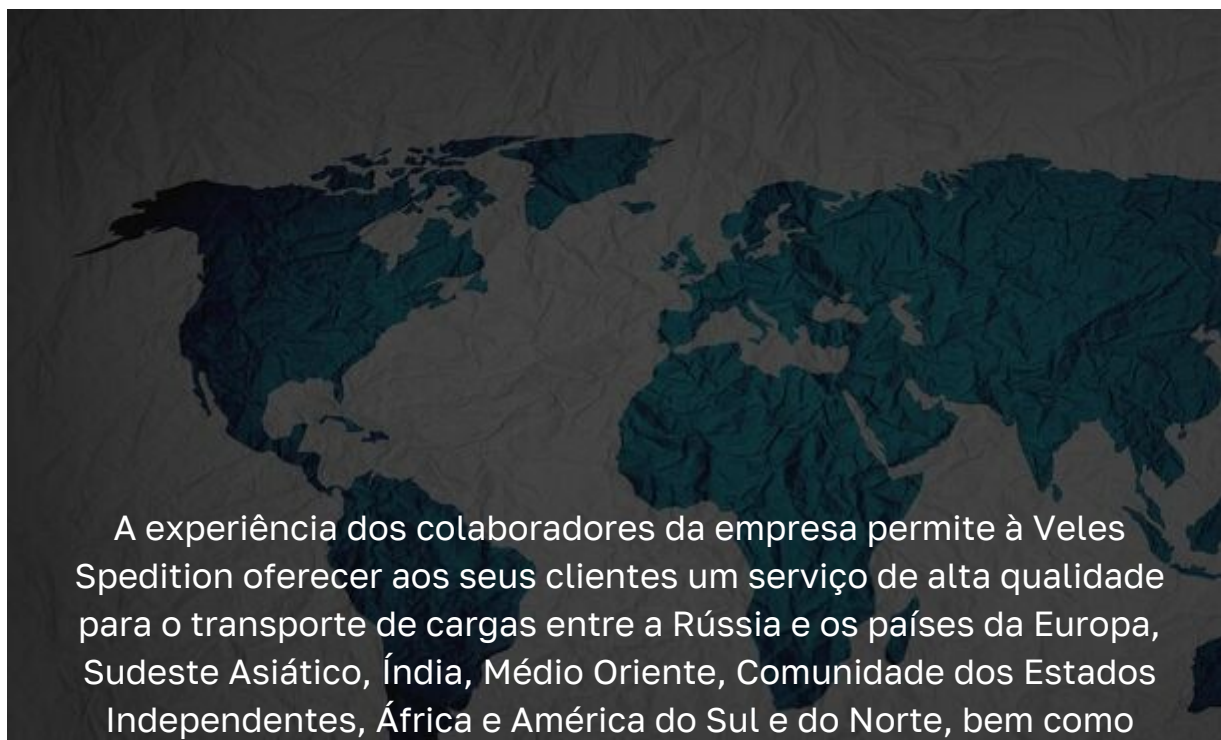 A experiência dos colaboradores da empresa permite à Veles
Spedition oferecer aos seus clientes um serviço de alta qualidade
para o transporte de cargas entre a Rússia e os países da Europa,
Sudeste Asiático, Índia, Médio Oriente, Comunidade dos Estados
Independentes, África e América do Sul e do Norte, bem como